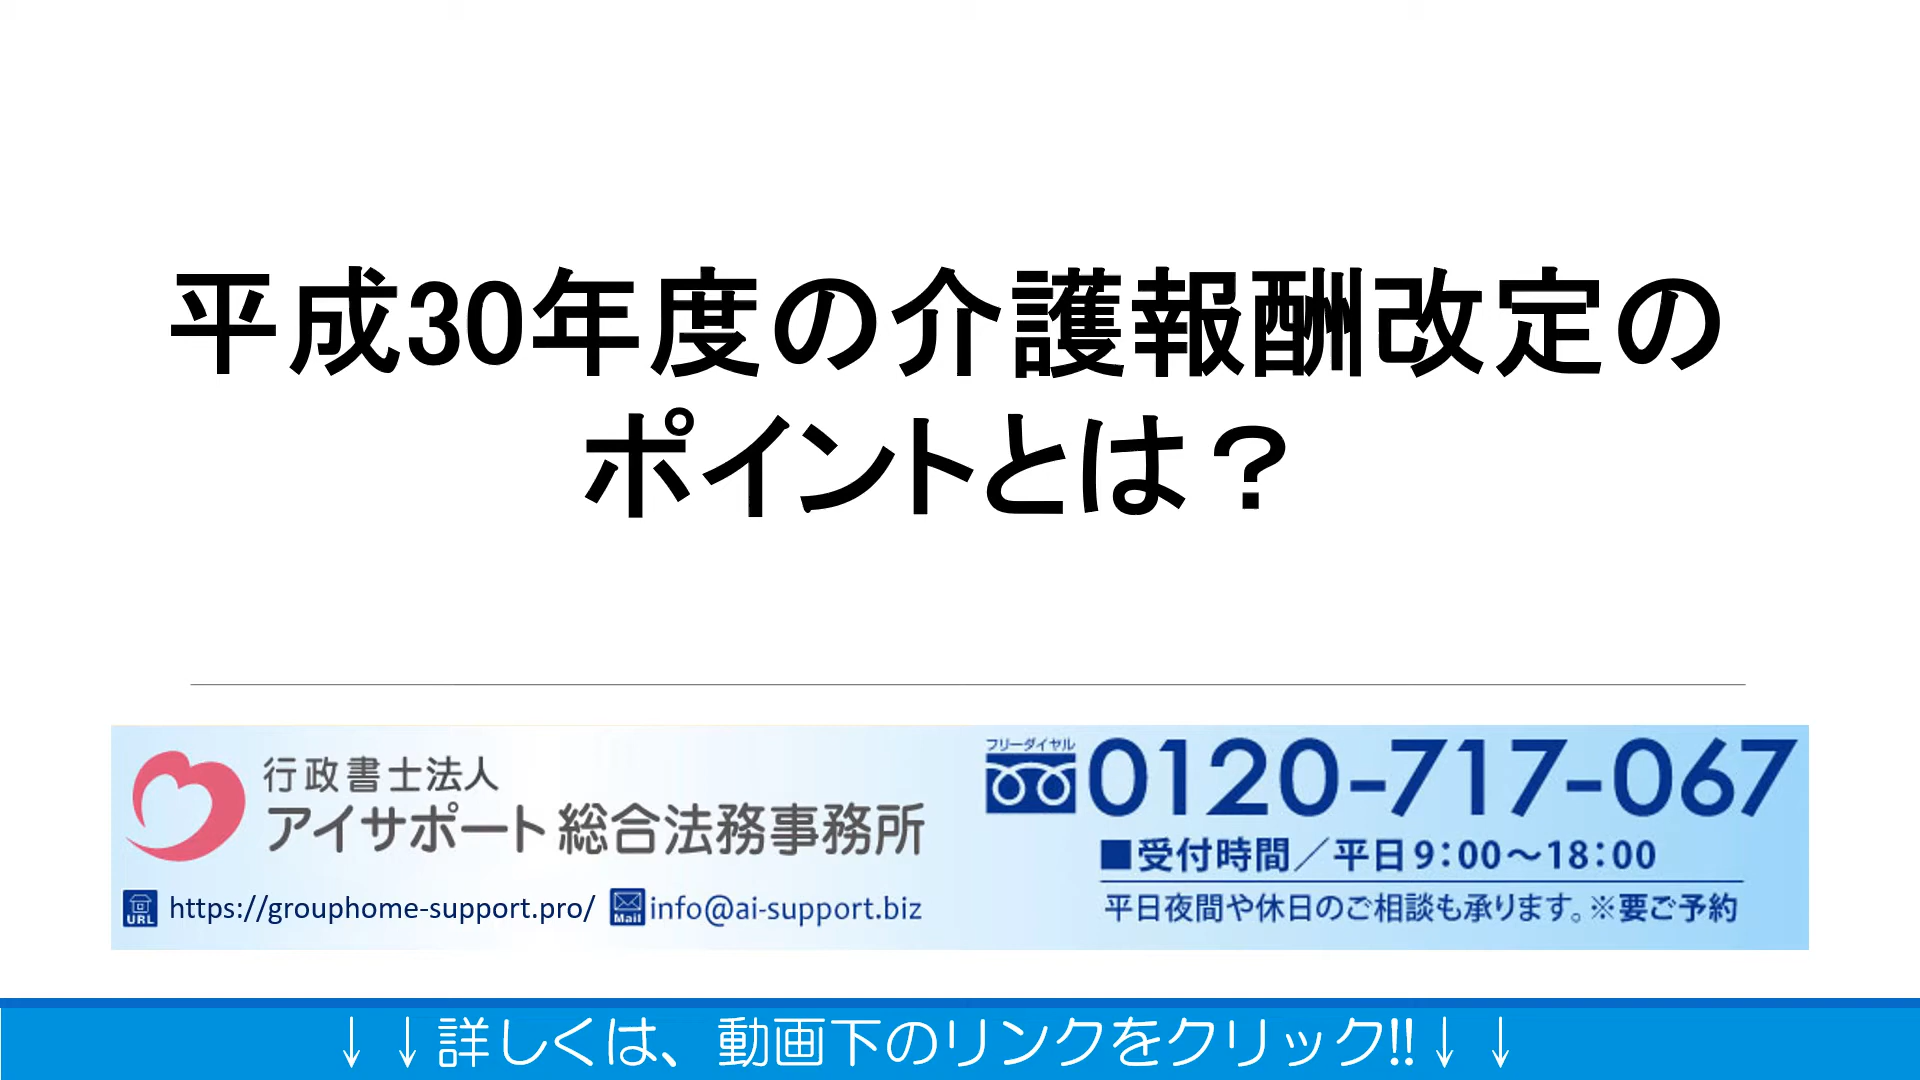 平成30年度の介護報酬改定の
ポイントとは？
行政書士法人
アイサポート総合法務事務所
URL https://grouphome-support.pro/ Mail info@ai-support.biz
フリーダイヤル
0120-717-067
■受付時間／平日9：00～18：00
平日夜間や休日のご相談も承ります。※要ご予約
↓↓詳しくは、動画下のリンクをクリック!!↓↓